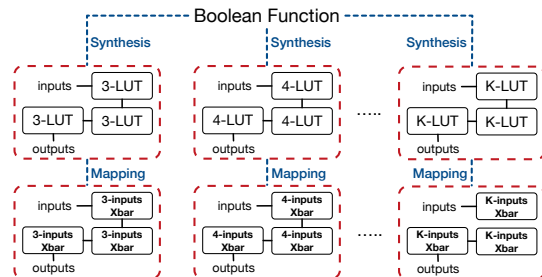 Boolean Function
Synthesis Synthesis Synthesis
inputs 3-LUT inputs 4-LUT inputs K-LUT
3-LUT 3-LUT 4-LUT 4-LUT ..... K-LUT K-LUT
outputs outputs outputs
Mapping Mapping Mapping
inputs 3-inputs Xbar inputs 4-inputs Xbar inputs K-inputs Xbar
3-inputs Xbar 3-inputs Xbar 4-inputs Xbar 4-inputs Xbar ..... K-inputs Xbar K-inputs Xbar
outputs outputs outputs